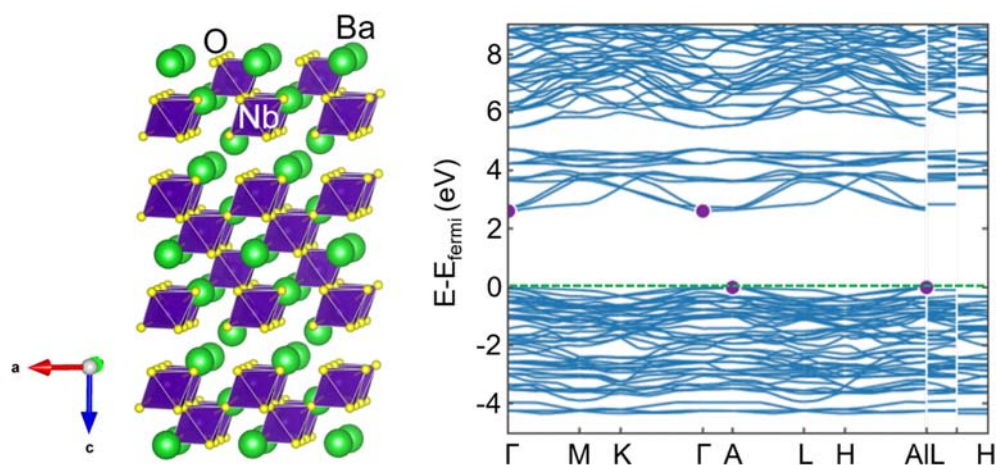 O
Ba
Nb
a
c
E-E_fermi (eV)
8
6
4
2
0
-2
-4
Γ M K Γ A L H A|L H